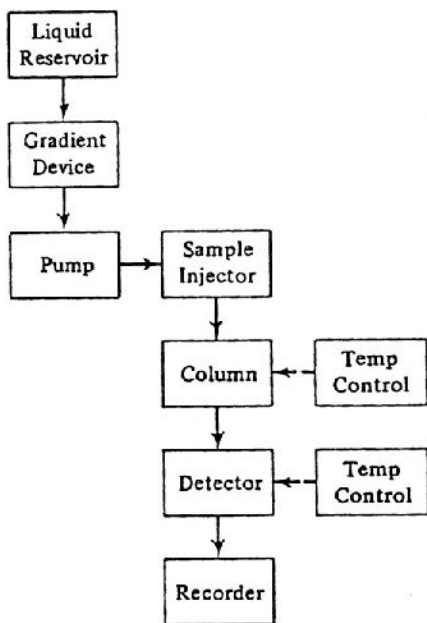 Liquid
Reservoir
Gradient
Device
Pump
Sample
Injector
Column
Temp
Control
Detector
Temp
Control
Recorder